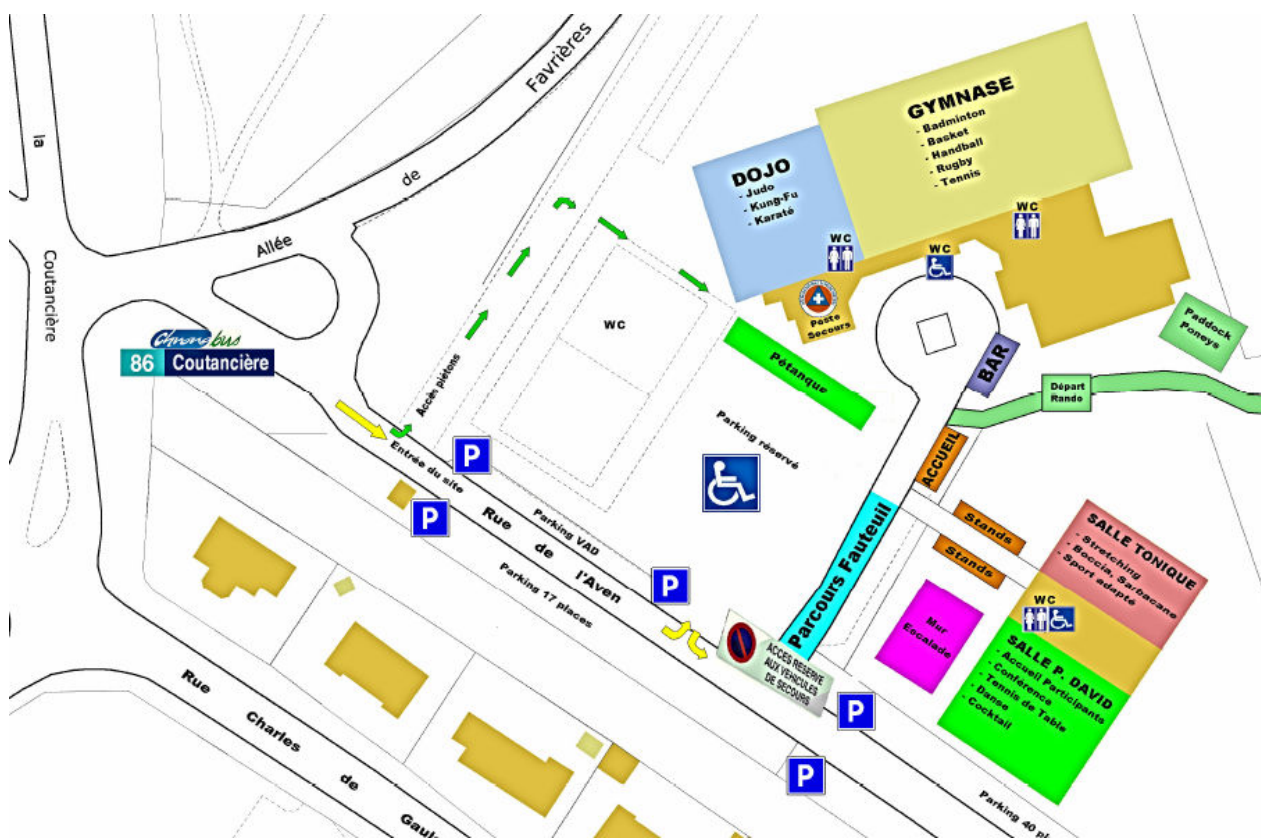 Favrières
de
Allée
la
Coutancière
Chronobus
86 Coutancière
GYMNASE
- Badminton
- Basket
- Handball
- Rugby
- Tennis
DOJO
- Judo
- Kung-Fu
- Karaté
WC
WC
WC
Poste
Secours
WC
Pétanque
BAR
Paddock
Poneys
Départ
Rando
Accès piétons
Entrée du site
P
P
Parking réservé
ACCUEIL
Stands
Stands
SALLE TONIQUE
- Stretching
- Boccia, Sarbacane
- Sport adapté
WC
SALLE P. DAVID
- Accueil Participants
- Conférence
- Tennis de Table
- Danse
- Cocktail
Mur
Escalade
Parcours Fauteuil
Parking VAD
Rue de l'Aven
Parking 17 places
P
ACCES RESERVE
AUX VEHICULES
DE SECOURS
P
P
Parking 40 pl
Rue Charles de Gaul